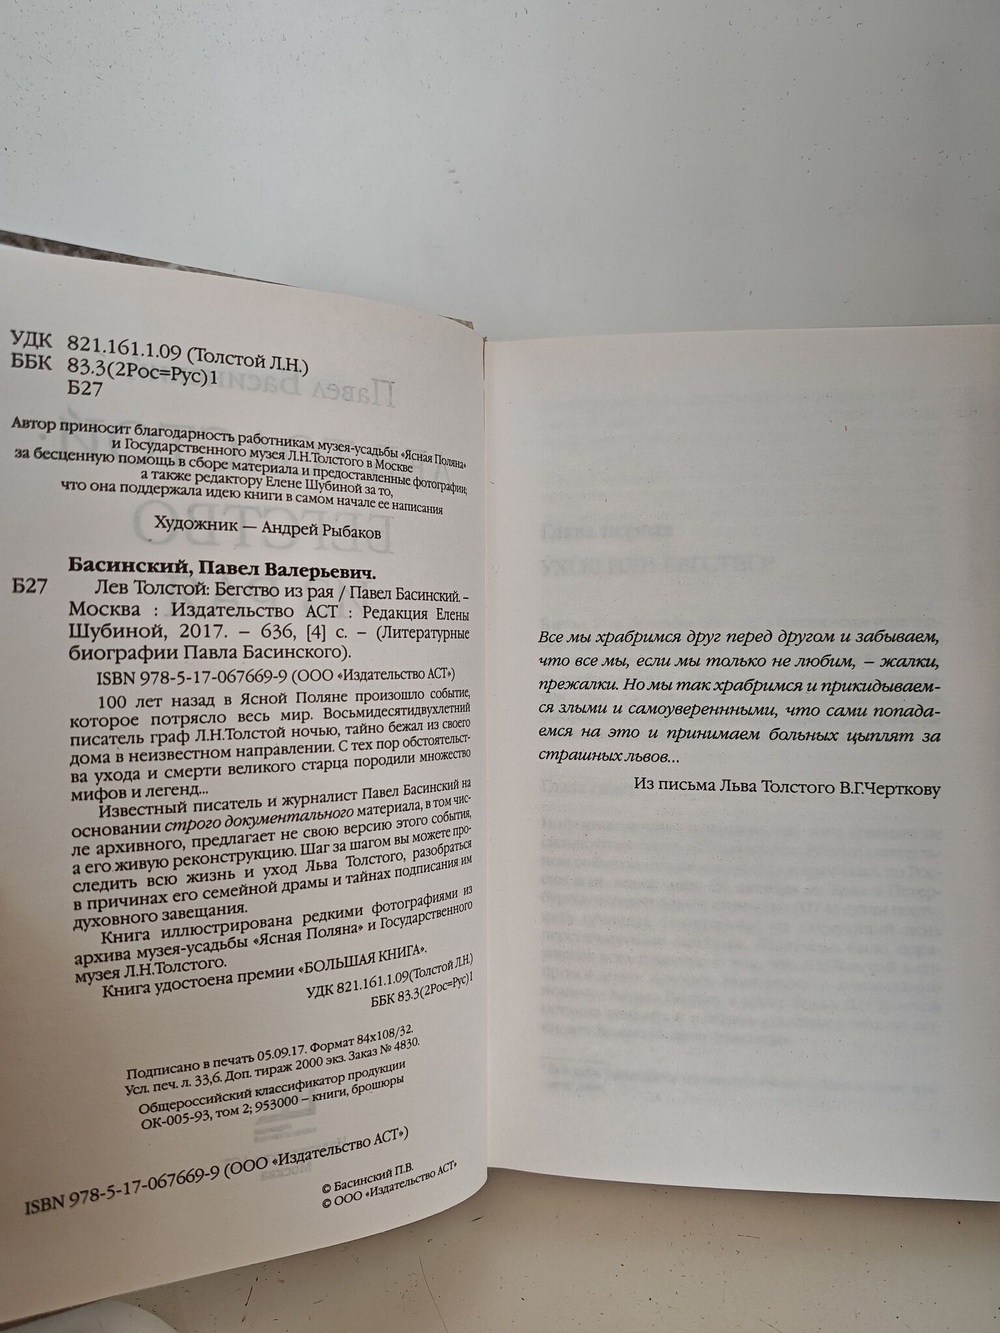 УДК 821.161.1.09 (Толстой Л.Н.)
ББК 83.3(2Рос=Рус)1
Б27
Автор приносит благодарность работникам музея-усадьбы «Ясная Поляна»
и Государственного музея Л.Н.Толстого в Москве
за бесценную помощь в сборе материала и предоставленные фотографии,
а также редактору Елене Шубиной за то,
что она поддержала идею книги в самом начале ее написания
Художник — Андрей Рыбаков
Басинский, Павел Валерьевич.
Б27 Лев Толстой: Бегство из рая / Павел Басинский. –
Москва : Издательство АСТ : Редакция Елены
Шубиной, 2017. – 636, [4] с. – (Литературные
биографии Павла Басинского).
ISBN 978-5-17-067669-9 (ООО «Издательство АСТ»)
100 лет назад в Ясной Поляне произошло событие,
которое потрясло весь мир. Восьмидесятидвухлетний
писатель граф Л.Н.Толстой ночью, тайно бежал из своего
дома в неизвестном направлении. С тех пор обстоятельст-
ва ухода и смерти великого старца породили множество
мифов и легенд...
Известный писатель и журналист Павел Басинский на
основании строго документального материала, в том чис-
ле архивного, предлагает не свою версию этого события,
а его живую реконструкцию. Шаг за шагом вы можете про-
следить всю жизнь и уход Льва Толстого, разобраться
в причинах его семейной драмы и тайнах подписания им
духовного завещания.
Книга иллюстрирована редкими фотографиями из
архива музея-усадьбы «Ясная Поляна» и Государственного
музея Л.Н.Толстого.
Книга удостоена премии «БОЛЬШАЯ КНИГА».
УДК 821.161.1.09(Толстой Л.Н.)
ББК 83.3(2Рос=Рус)1
Подписано в печать 05.09.17. Формат 84x108/32.
Усл. печ. л. 33,6. Доп. тираж 2000 экз. Заказ № 4830.
Общероссийский классификатор продукции
ОК-005-93, том 2; 953000 – книги, брошюры
ISBN 978-5-17-067669-9 (ООО «Издательство АСТ»)
© Басинский П.В.
© ООО «Издательство АСТ»
Все мы храбримся друг перед другом и забываем,
что все мы, если мы только не любим, – жалки,
прежалки. Но мы так храбримся и прикидываем-
ся злыми и самоувереннными, что сами попада-
емся на это и принимаем больных цыплят за
страшных львов...
Из письма Льва Толстого В.Г.Черткову